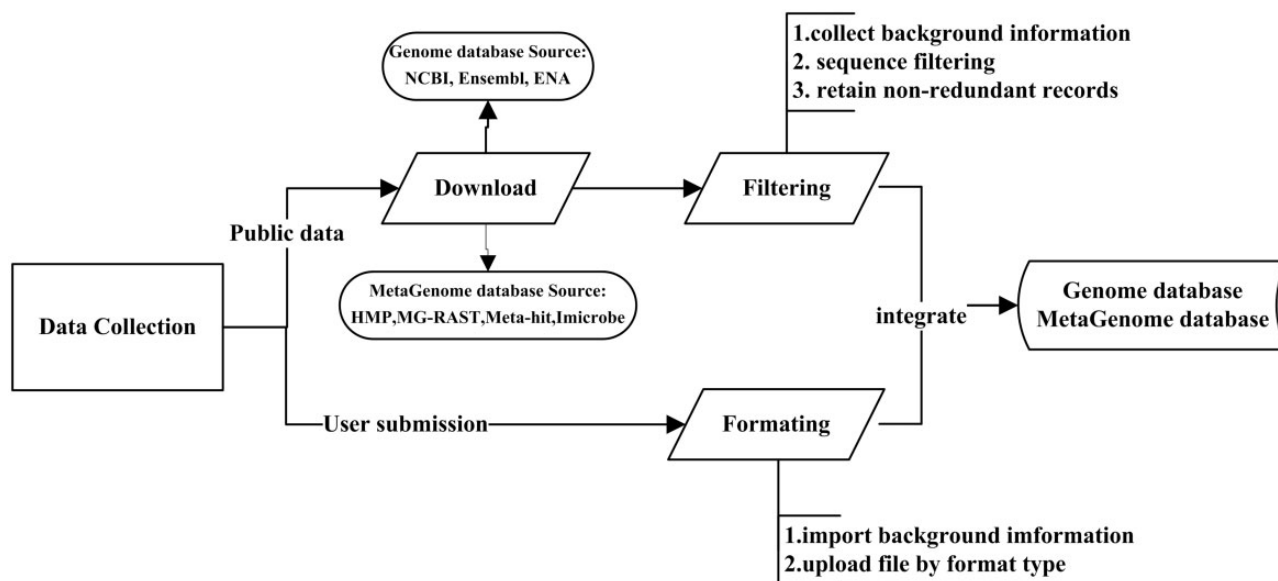 Genome database Source:
NCBI, Ensembl, ENA
1.collect background information
2. sequence filtering
3. retain non-redundant records
Download
Filtering
Public data
MetaGenome database Source:
HMP,MG-RAST,Meta-hit,Imicrobe
Data Collection
integrate
Genome database
MetaGenome database
User submission
Formating
1.import background imformation
2.upload file by format type